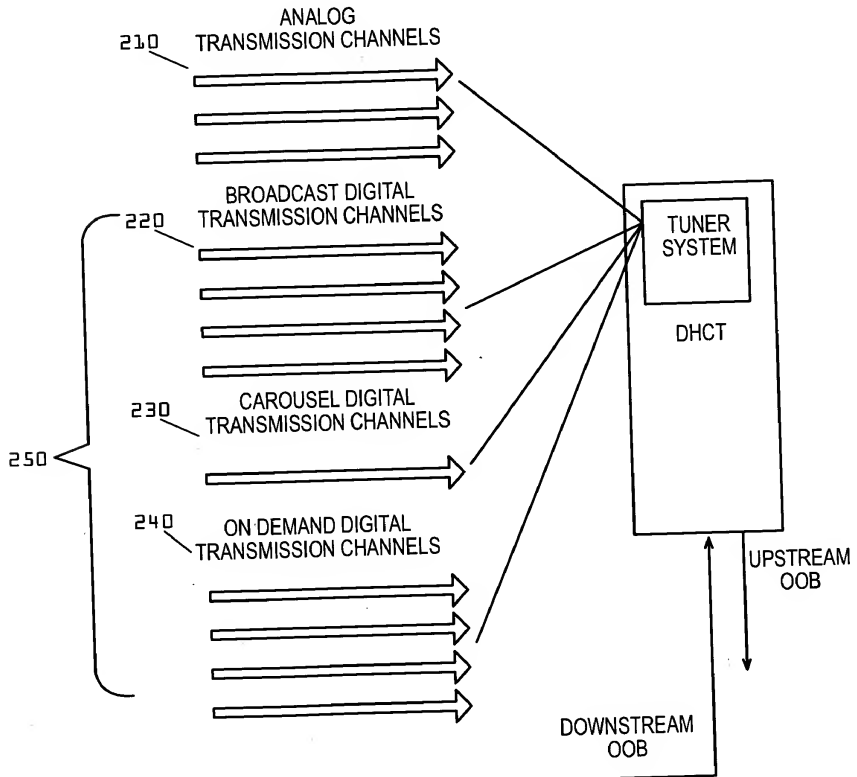 ANALOG
TRANSMISSION CHANNELS
210
BROADCAST DIGITAL
TRANSMISSION CHANNELS
220
TUNER
SYSTEM
DHCT
CAROUSEL DIGITAL
TRANSMISSION CHANNELS
230
250
ON DEMAND DIGITAL
TRANSMISSION CHANNELS
240
UPSTREAM
OOB
DOWNSTREAM
OOB